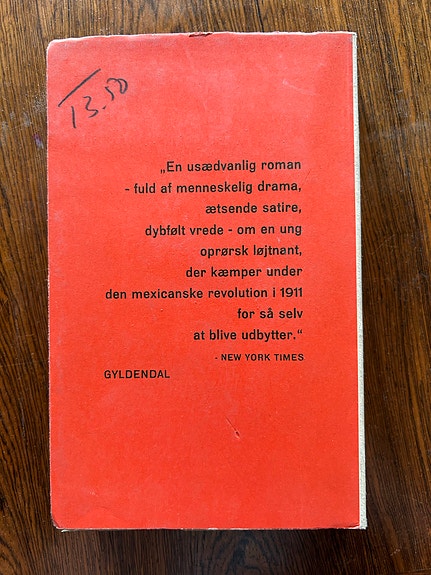 13.50
„En usædvanlig roman
- fuld af menneskelig drama,
ætsende satire,
dybfølt vrede - om en ung
oprørsk løjtnant,
der kæmper under
den mexicanske revolution i 1911
for så selv
at blive udbytter.“
- NEW YORK TIMES
GYLDENDAL